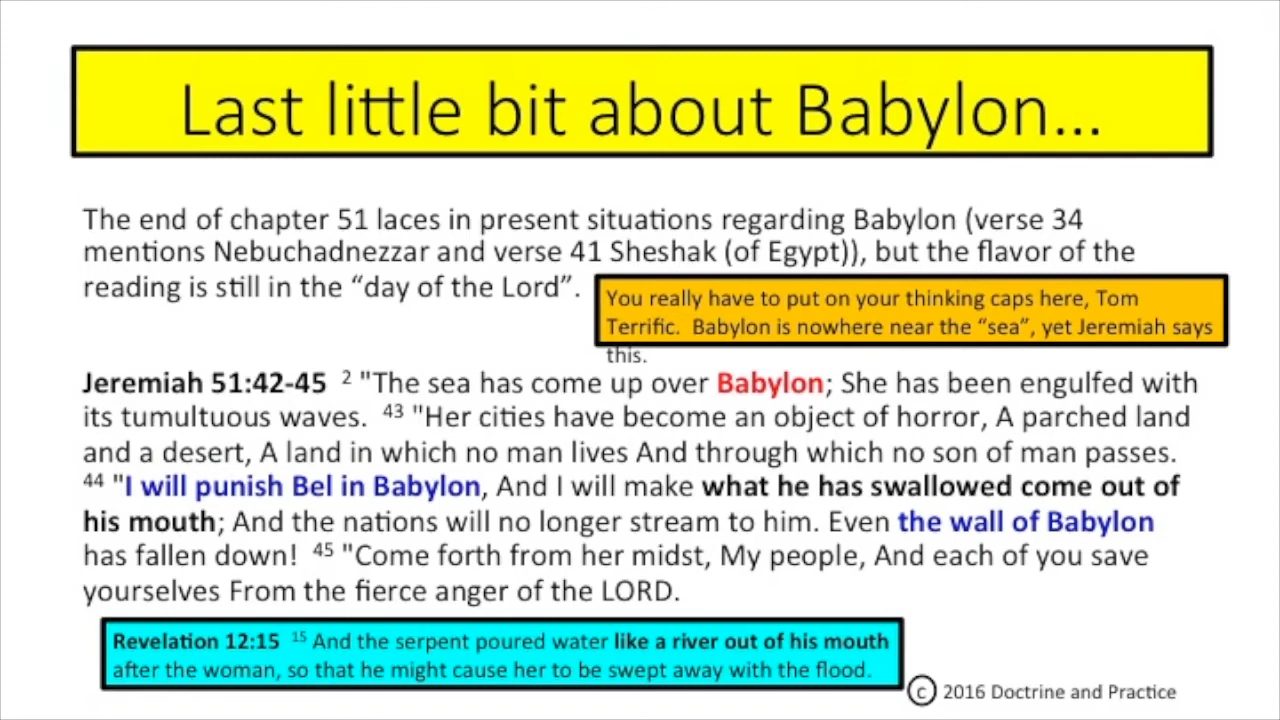 Last little bit about Babylon...
The end of chapter 51 laces in present situations regarding Babylon (verse 34
mentions Nebuchadnezzar and verse 41 Sheshak (of Egypt)), but the flavor of the
reading is still in the “day of the Lord”.
You really have to put on your thinking caps here, Tom
Terrific.  Babylon is nowhere near the “sea”, yet Jeremiah says
this.
Jeremiah 51:42-45  2 "The sea has come up over Babylon; She has been engulfed with
its tumultuous waves.  43 "Her cities have become an object of horror, A parched land
and a desert, A land in which no man lives And through which no son of man passes.
44 "I will punish Bel in Babylon, And I will make what he has swallowed come out of
his mouth; And the nations will no longer stream to him. Even the wall of Babylon
has fallen down!  45 "Come forth from her midst, My people, And each of you save
yourselves From the fierce anger of the LORD.
Revelation 12:15  15 And the serpent poured water like a river out of his mouth
after the woman, so that he might cause her to be swept away with the flood.
© 2016 Doctrine and Practice